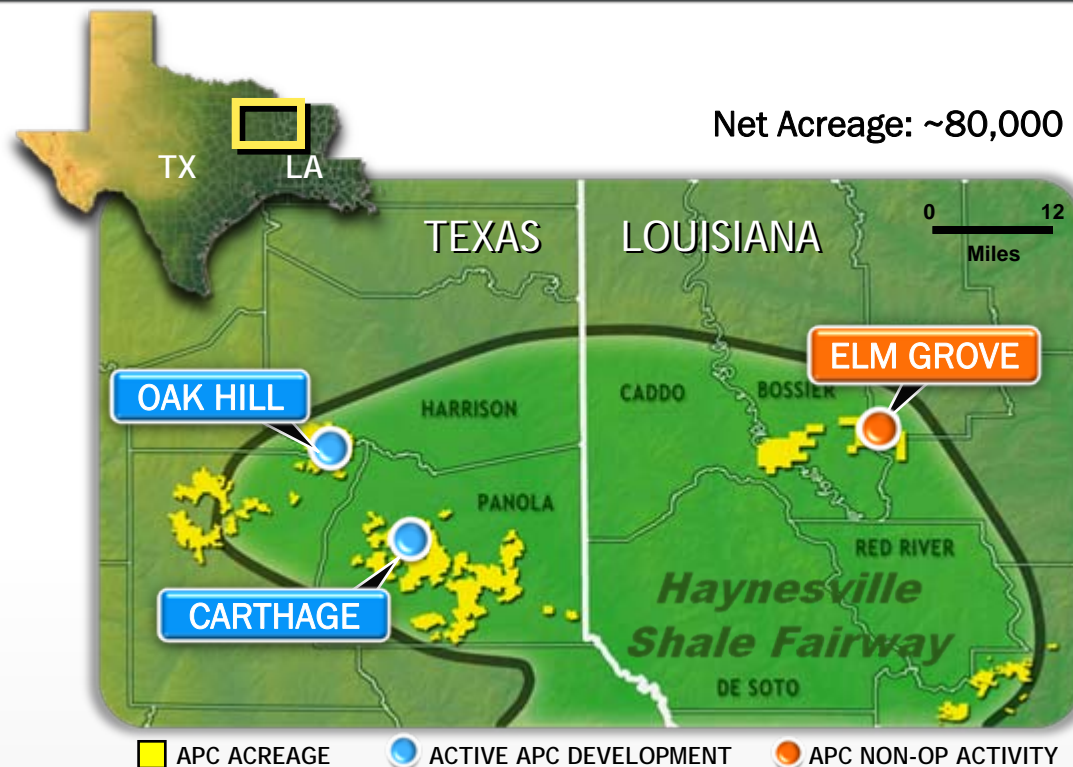 TX
LA
Net Acreage: ~80,000
TEXAS
LOUISIANA
0 12
Miles
ELM GROVE
OAK HILL
HARRISON
CADDO
BOSSIER
PANOLA
RED RIVER
CARTHAGE
Haynesville
Shale Fairway
DE SOTO
APC ACREAGE
ACTIVE APC DEVELOPMENT
APC NON-OP ACTIVITY